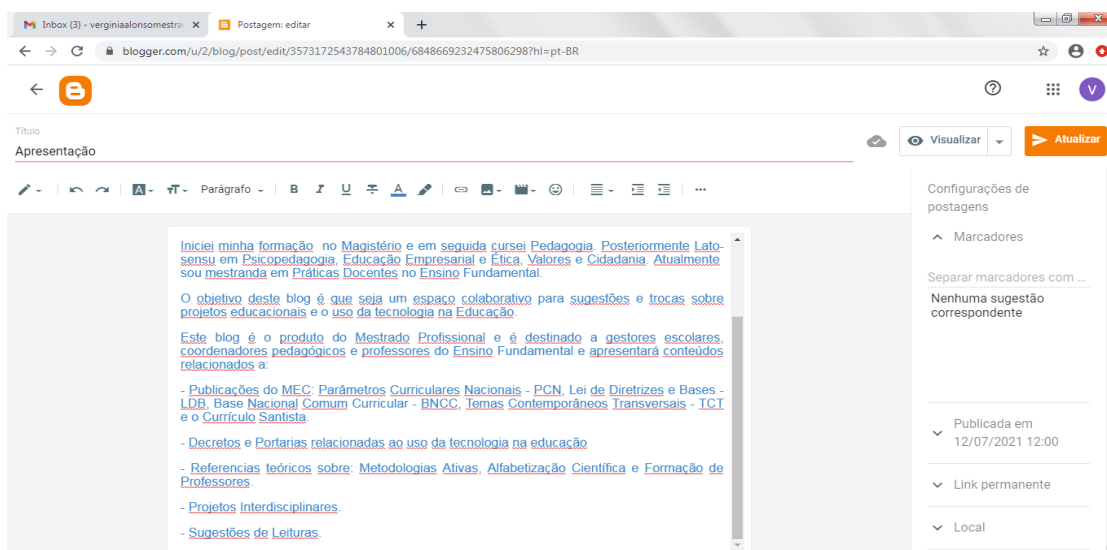 Inbox (3) - verginiaalonsomestra
Postagem: editar
blogger.com/u/2/blog/post/edit/3573172543784801006/6848669232475806298?hl=pt-BR
V
Título
Apresentação
Visualizar
Atualizar
Parágrafo
B I U A
Iniciei minha formação no Magistério e em seguida cursei Pedagogia. Posteriormente Lato-
sensu em Psicopedagogia, Educação Empresarial e Ética, Valores e Cidadania. Atualmente
sou mestranda em Práticas Docentes no Ensino Fundamental.
O objetivo deste blog é que seja um espaço colaborativo para sugestões e trocas sobre
projetos educacionais e o uso da tecnologia na Educação.
Este blog é o produto do Mestrado Profissional e é destinado a gestores escolares,
coordenadores pedagógicos e professores do Ensino Fundamental e apresentará conteúdos
relacionados a:
- Publicações do MEC: Parâmetros Curriculares Nacionais - PCN, Lei de Diretrizes e Bases -
LDB, Base Nacional Comum Curricular - BNCC, Temas Contemporâneos Transversais - TCT
e o Currículo Santista.
- Decretos e Portarias relacionadas ao uso da tecnologia na educação
- Referencias teóricos sobre: Metodologias Ativas, Alfabetização Científica e Formação de
Professores.
- Projetos Interdisciplinares.
- Sugestões de Leituras.
Configurações de
postagens
Marcadores
Separar marcadores com ...
Nenhuma sugestão
correspondente
Publicada em
12/07/2021 12:00
Link permanente
Local